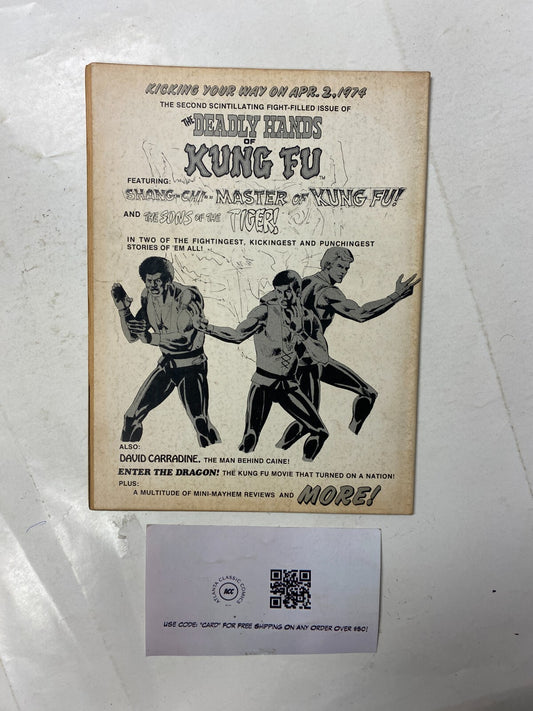 KICKING YOUR WAY ON APR. 2, 1974
THE SECOND SCINTILLATING FIGHT-FILLED ISSUE OF
THE DEADLY HANDS
OF
KUNG FU™
FEATURING:
SHANG-CHI-- MASTER OF KUNG FU!
AND THE SONS OF THE TIGER!
IN TWO OF THE FIGHTINGEST, KICKINGEST AND PUNCHINGEST
STORIES OF 'EM ALL!
ALSO:
DAVID CARRADINE, THE MAN BEHIND CAINE!
ENTER THE DRAGON! THE KUNG FU MOVIE THAT TURNED ON A NATION!
PLUS:
A MULTITUDE OF MINI-MAYHEM REVIEWS AND MORE!
ATLANTA CLASSIC COMICS
ACC
USE CODE: "CARD" FOR FREE SHIPPING ON ANY ORDER OVER $50!